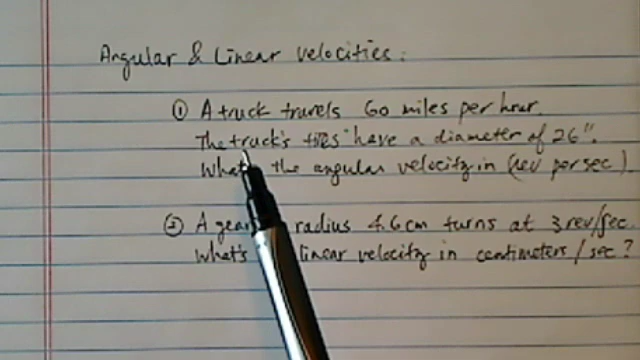 Angular & Linear velocities:
① A truck travels 60 miles per hour.
The truck's tires have a diameter of 26".
What the angular velocity in (rev per sec)
② A gear radius 4.6 cm turns at 3 rev/sec.
What's linear velocity in centimeters / sec ?